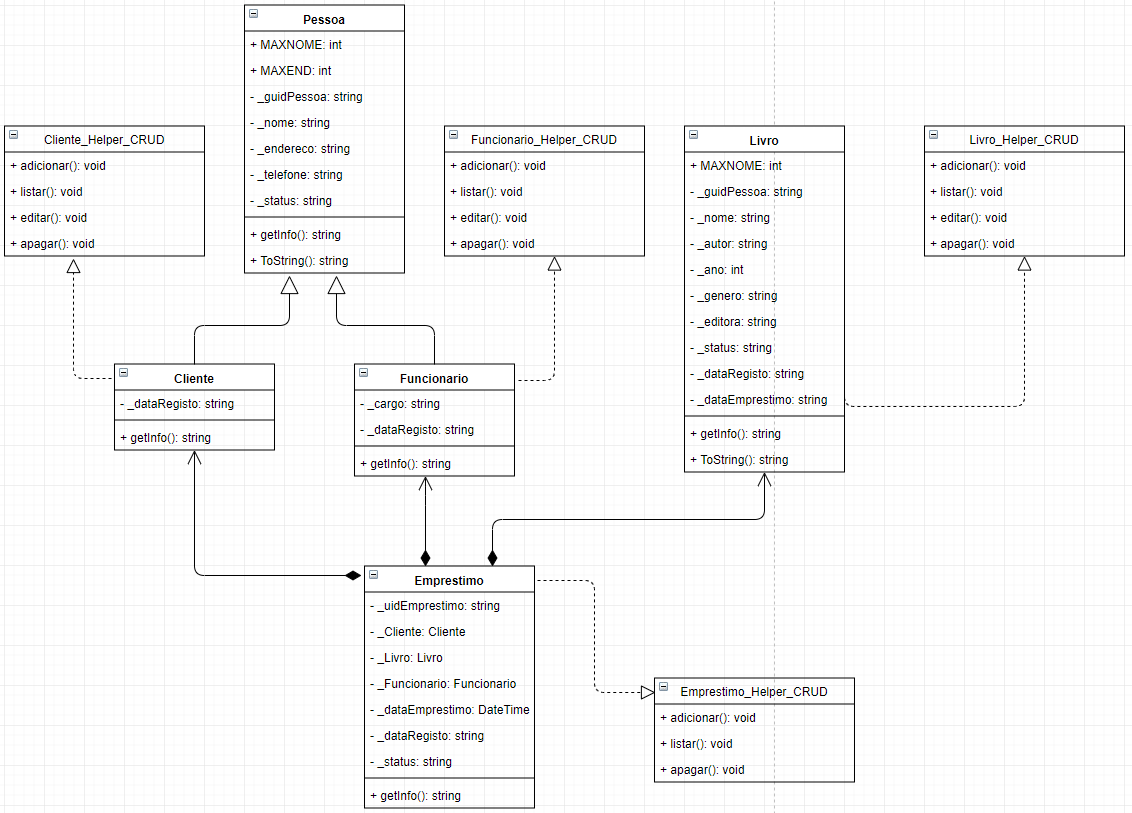 Pessoa
+ MAXNOME: int
+ MAXEND: int
- _guidPessoa: string
- _nome: string
- _endereco: string
- _telefone: string
- _status: string
+ getInfo(): string
+ ToString(): string
Cliente_Helper_CRUD
+ adicionar(): void
+ listar(): void
+ editar(): void
+ apagar(): void
Funcionario_Helper_CRUD
+ adicionar(): void
+ listar(): void
+ editar(): void
+ apagar(): void
Livro
+ MAXNOME: int
- _guidPessoa: string
- _nome: string
- _autor: string
- _ano: int
- _genero: string
- _editora: string
- _status: string
- _dataRegisto: string
- _dataEmprestimo: string
+ getInfo(): string
+ ToString(): string
Livro_Helper_CRUD
+ adicionar(): void
+ listar(): void
+ editar(): void
+ apagar(): void
Cliente
- _dataRegisto: string
+ getInfo(): string
Funcionario
- _cargo: string
- _dataRegisto: string
+ getInfo(): string
Emprestimo
- _uidEmprestimo: string
- _Cliente: Cliente
- _Livro: Livro
- _Funcionario: Funcionario
- _dataEmprestimo: DateTime
- _dataRegisto: string
- _status: string
+ getInfo(): string
Emprestimo_Helper_CRUD
+ adicionar(): void
+ listar(): void
+ apagar(): void